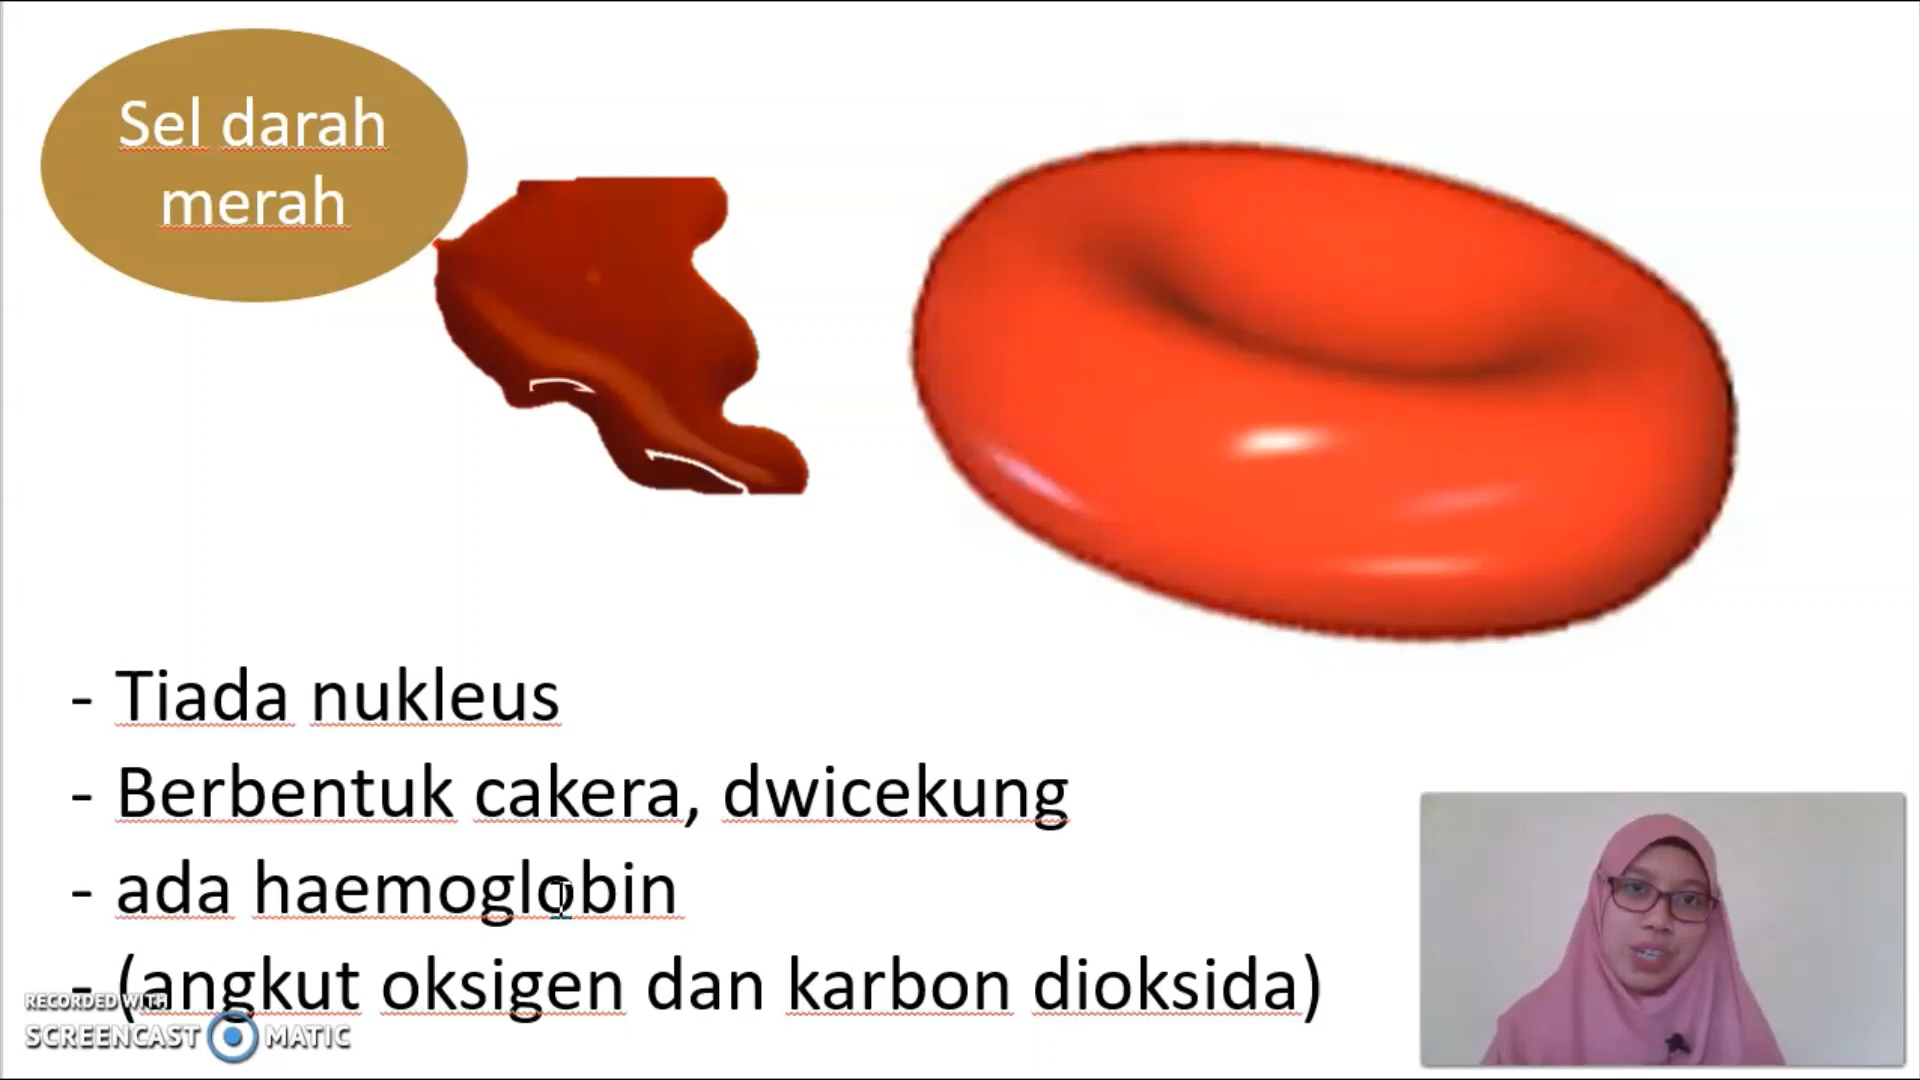 Sel darah
merah
- Tiada nukleus
- Berbentuk cakera, dwicekung
- ada haemoglobin
- (angkut oksigen dan karbon dioksida)
RECORDED WITH
SCREENCAST MATIC